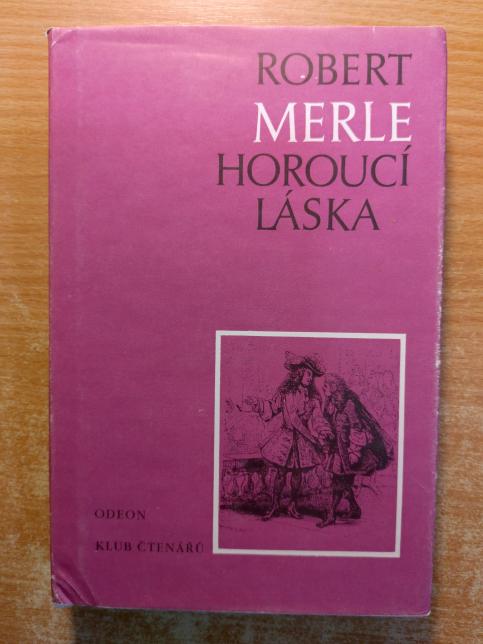 ROBERT
MERLE
HOROUCÍ
LÁSKA
ODEON
KLUB ČTENÁŘŮ